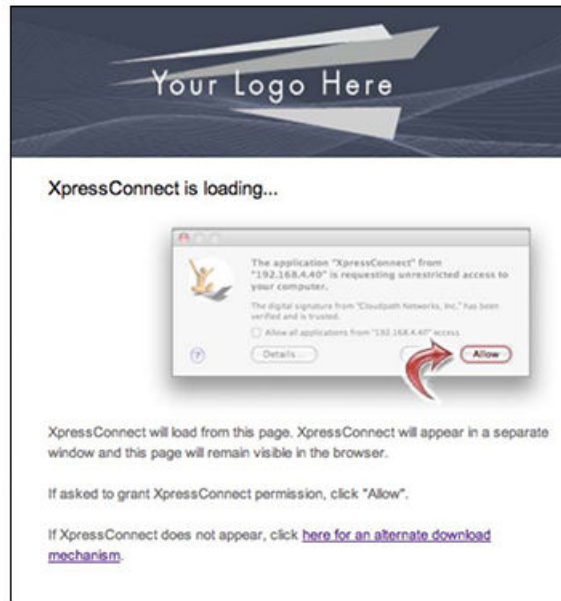 Your Logo Here
XpressConnect is loading...
The application "XpressConnect" from
"192.168.4.40" is requesting unrestricted access to
your computer.
The digital signature from "Cloudpath Networks, Inc." has been
verified and is trusted.
Allow all applications from "192.168.4.40" access
?
Details...
Allow
XpressConnect will load from this page. XpressConnect will appear in a separate
window and this page will remain visible in the browser.
If asked to grant XpressConnect permission, click "Allow".
If XpressConnect does not appear, click here for an alternate download
mechanism.